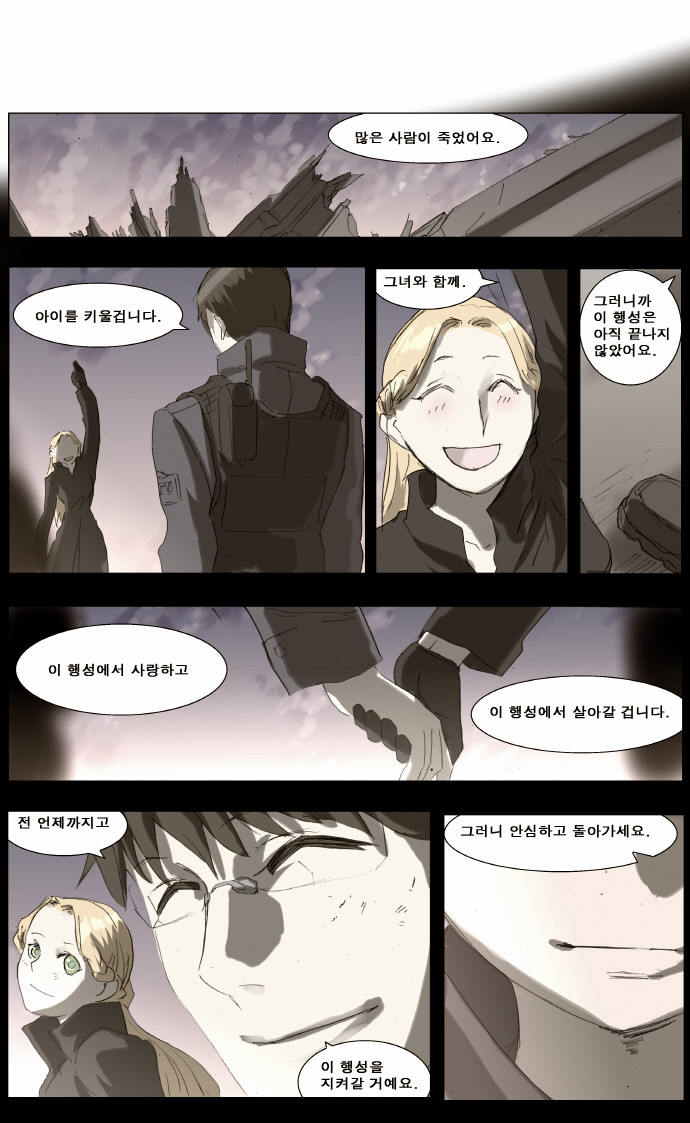 많은 사람이 죽었어요.
아이를 키울겁니다.
그녀와 함께.
그러니까
이 행성은
아직 끝나지
않았어요.
이 행성에서 사랑하고
이 행성에서 살아갈 겁니다.
전 언제까지고
이 행성을
지켜갈 거예요.
그러니 안심하고 돌아가세요.